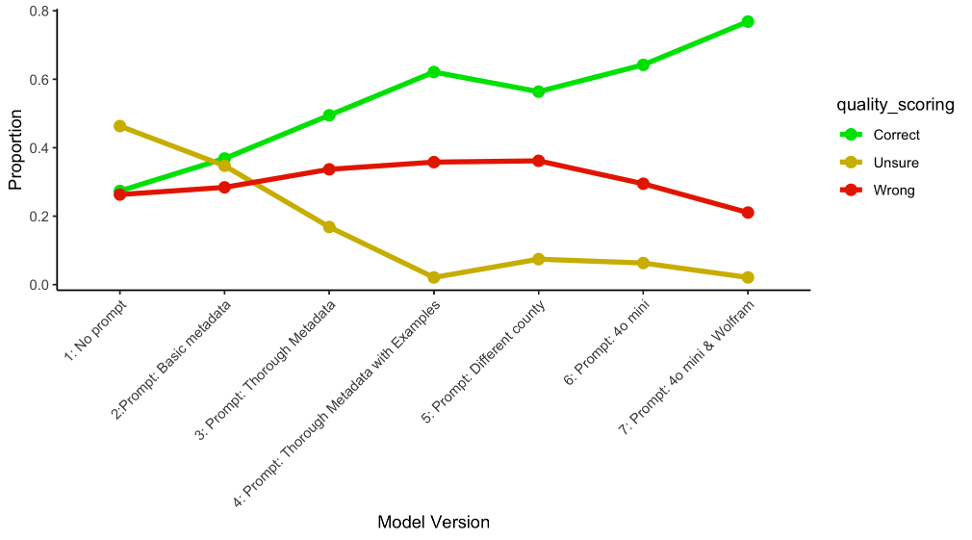 0.8
0.6
0.4
0.2
0.0
Proportion
1: No prompt
2:Prompt: Basic metadata
3: Prompt: Thorough Metadata
4: Prompt: Thorough Metadata with Examples
5: Prompt: Different county
6: Prompt: 4o mini
7: Prompt: 4o mini & Wolfram
Model Version
quality_scoring
Correct
Unsure
Wrong